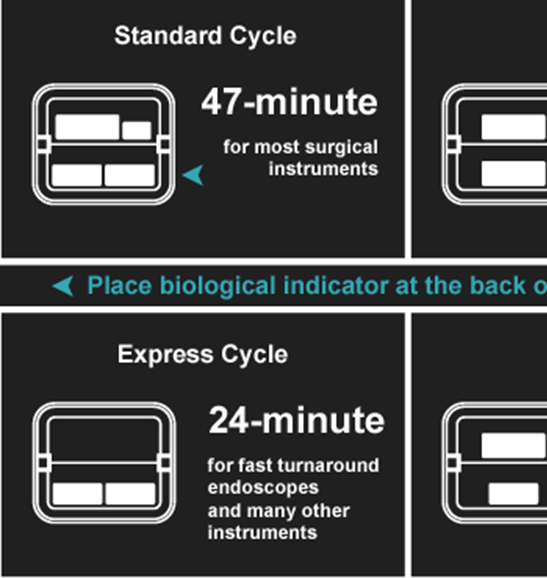 Standard Cycle
47-minute
for most surgical
instruments
Place biological indicator at the back
Express Cycle
24-minute
for fast turnaround
endoscopes
and many other
instruments